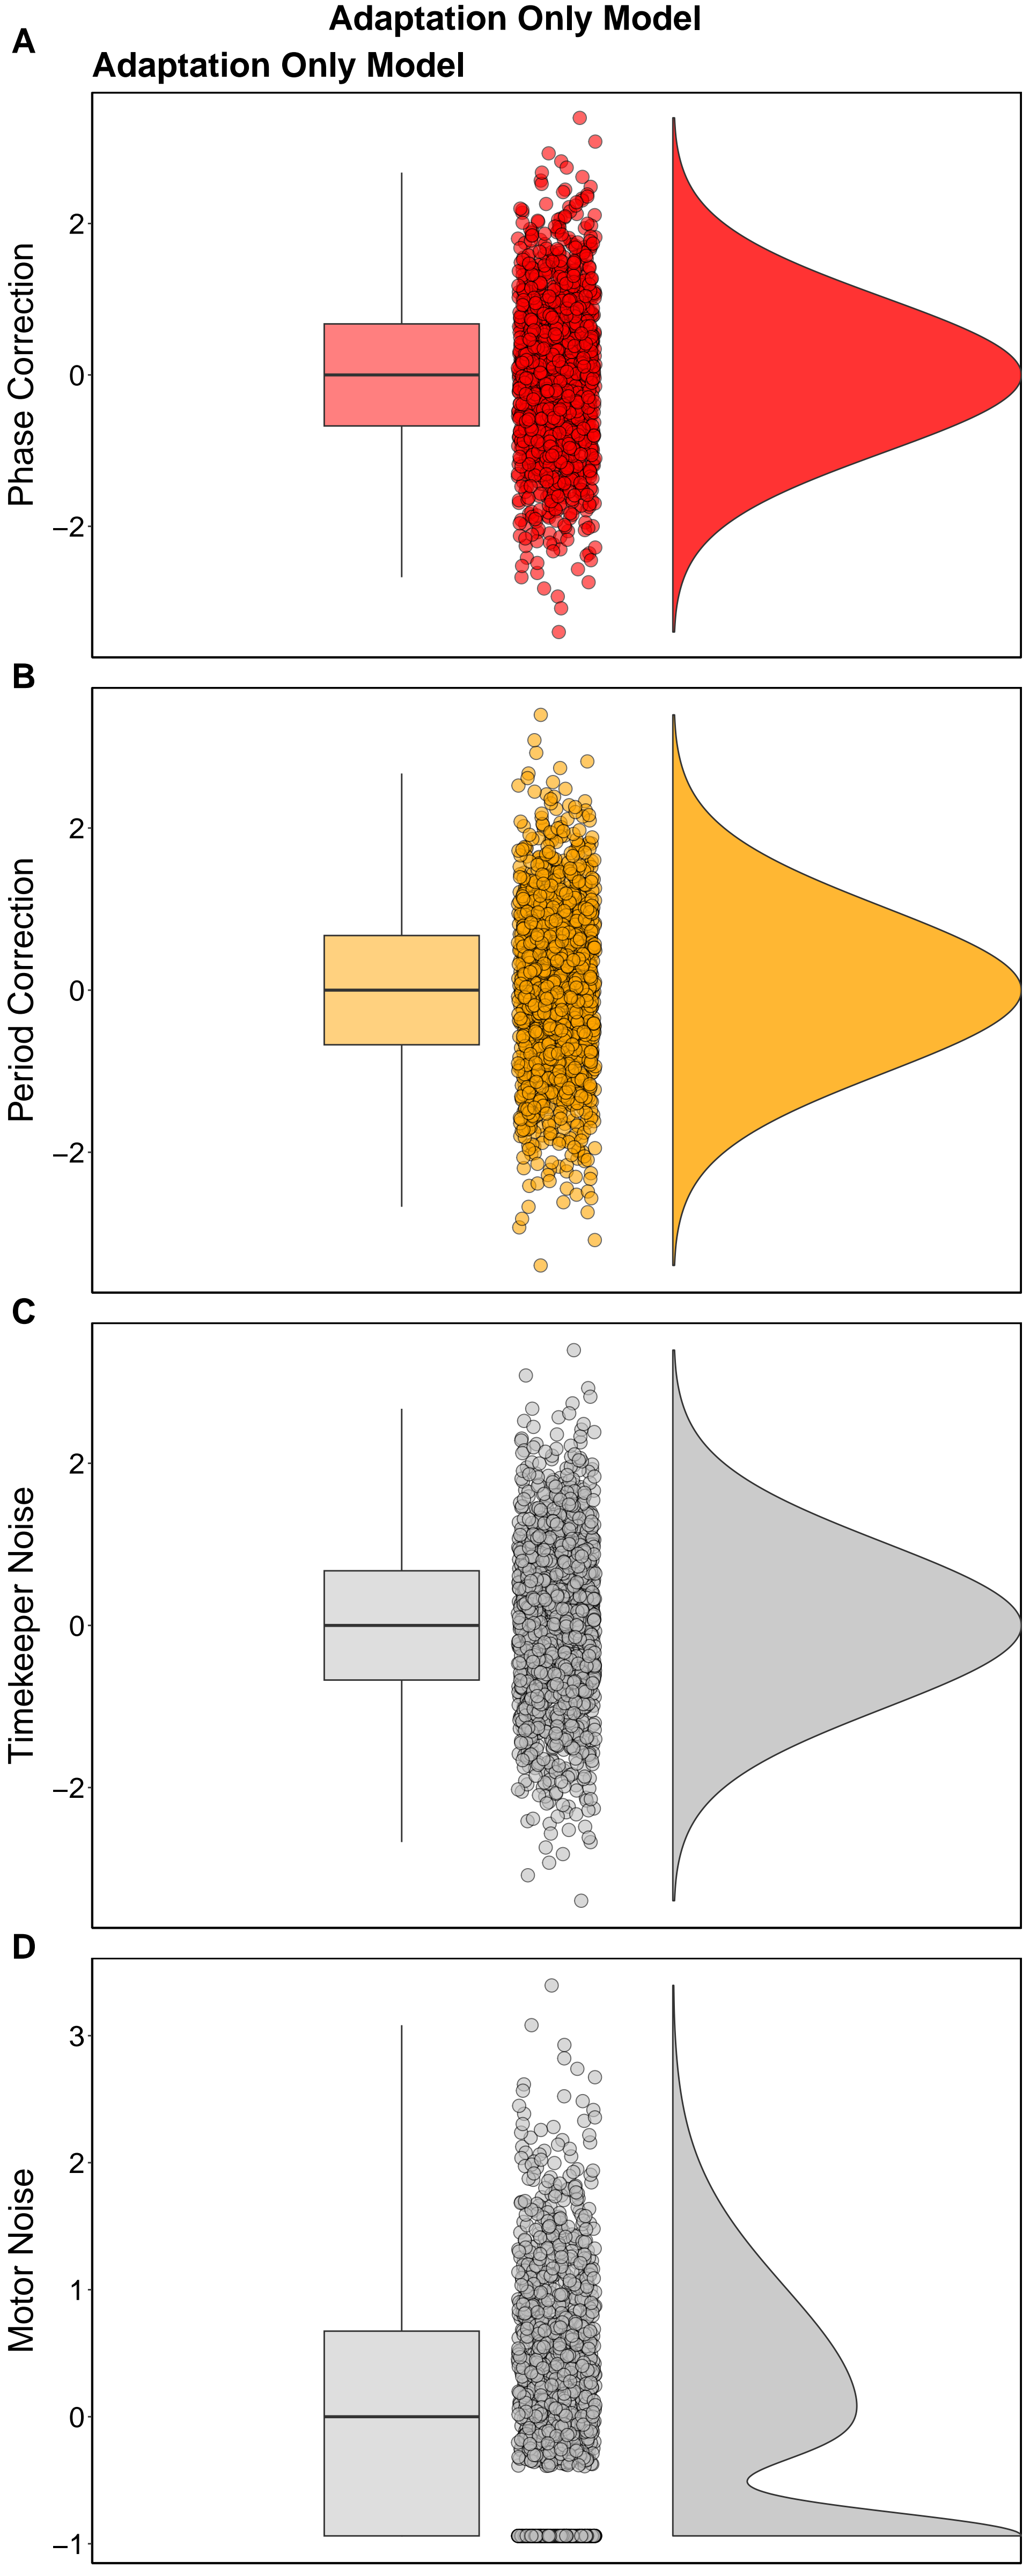 Adaptation Only Model
A
Adaptation Only Model
Phase Correction
2
0
−2
B
Period Correction
2
0
−2
C
Timekeeper Noise
2
0
−2
D
Motor Noise
3
2
1
0
−1